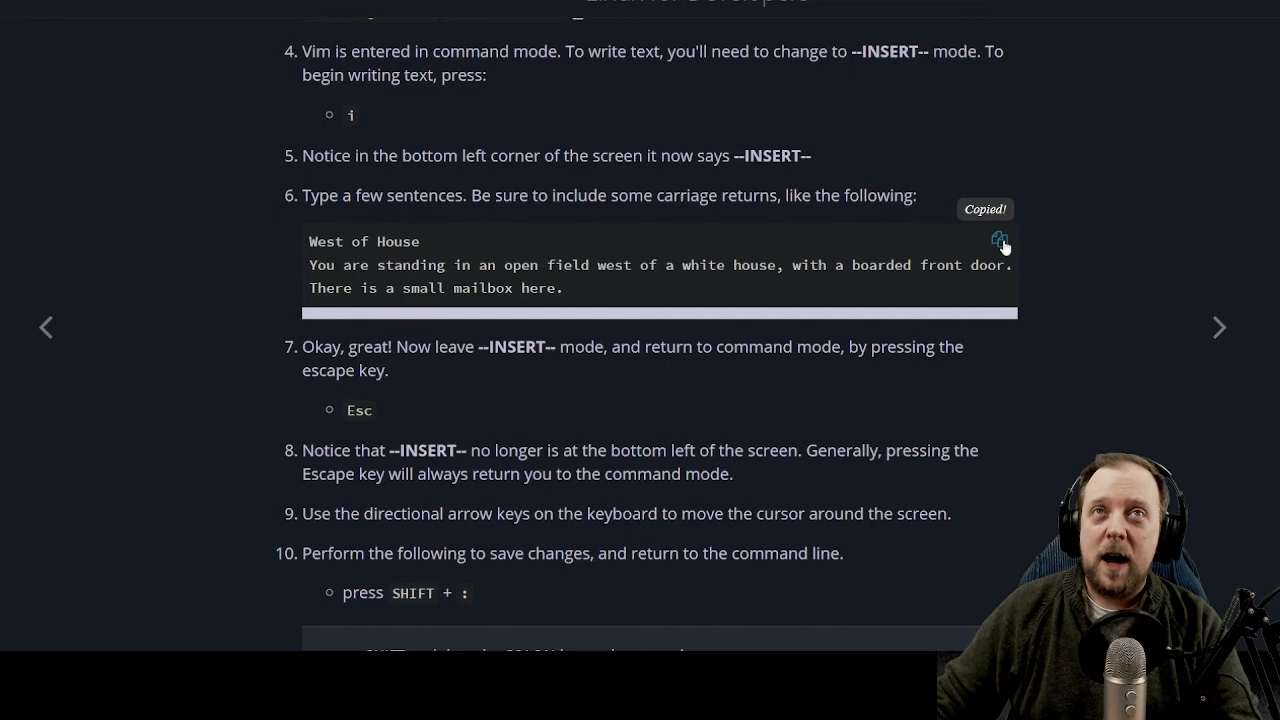 4. Vim is entered in command mode. To write text, you'll need to change to --INSERT-- mode. To
begin writing text, press:
i
5. Notice in the bottom left corner of the screen it now says --INSERT--
6. Type a few sentences. Be sure to include some carriage returns, like the following:
Copied!
West of House
You are standing in an open field west of a white house, with a boarded front door.
There is a small mailbox here.
7. Okay, great! Now leave --INSERT-- mode, and return to command mode, by pressing the
escape key.
Esc
8. Notice that --INSERT-- no longer is at the bottom left of the screen. Generally, pressing the
Escape key will always return you to the command mode.
9. Use the directional arrow keys on the keyboard to move the cursor around the screen.
10. Perform the following to save changes, and return to the command line.
press SHIFT + :